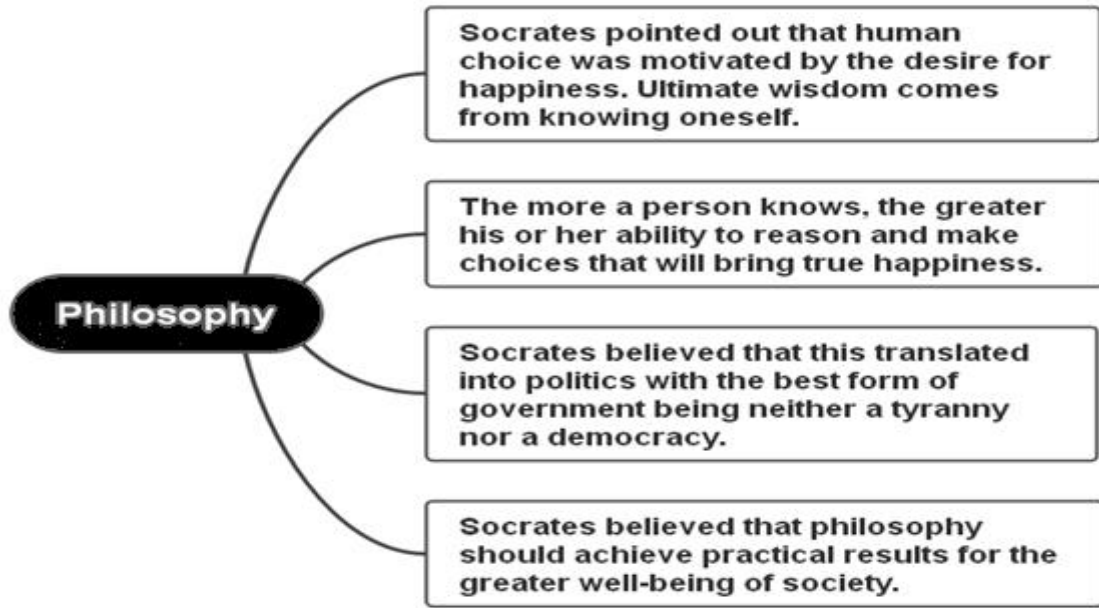 Socrates pointed out that human
choice was motivated by the desire for
happiness. Ultimate wisdom comes
from knowing oneself.
The more a person knows, the greater
his or her ability to reason and make
choices that will bring true happiness.
Philosophy
Socrates believed that this translated
into politics with the best form of
government being neither a tyranny
nor a democracy.
Socrates believed that philosophy
should achieve practical results for the
greater well-being of society.